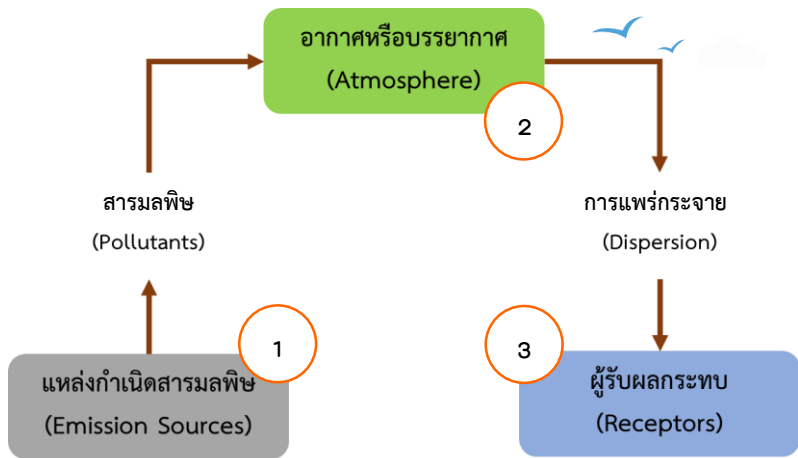 อากาศหรือบรรยากาศ
(Atmosphere)
2
สารมลพิษ
(Pollutants)
การแพร่กระจาย
(Dispersion)
1
แหล่งกำเนิดสารมลพิษ
(Emission Sources)
3
ผู้รับผลกระทบ
(Receptors)